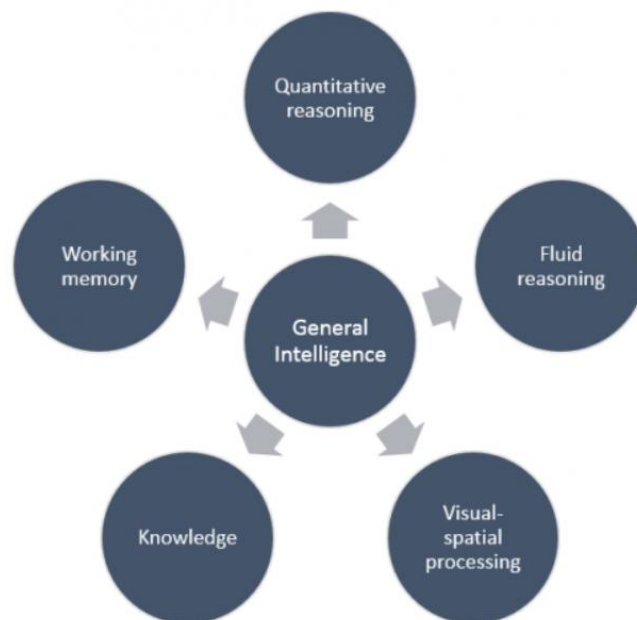 Quantitative
reasoning
Working
memory
Fluid
reasoning
General
Intelligence
Knowledge
Visual-
spatial
processing